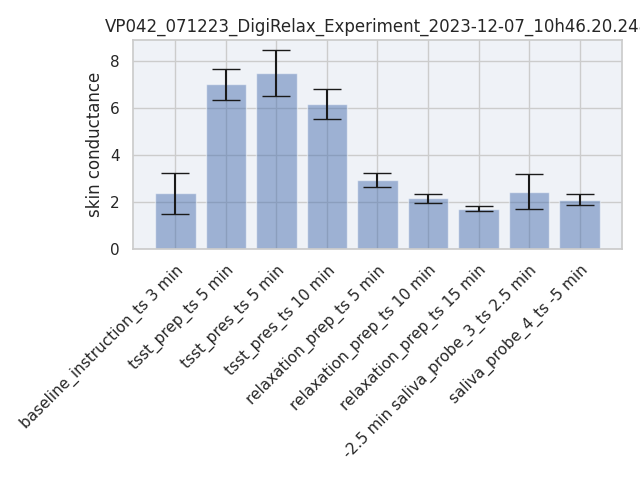 VP042_071223_DigiRelax_Experiment_2023-12-07_10h46.20.24
skin conductance
8
6
4
2
0
baseline_instruction_ts 3 min
tsst_prep_ts 5 min
tsst_pres_ts 5 min
tsst_pres_ts 10 min
relaxation_prep_ts 5 min
relaxation_prep_ts 10 min
relaxation_prep_ts 15 min
-2.5 min saliva_probe_3_ts 2.5 min
saliva_probe_4_ts -5 min